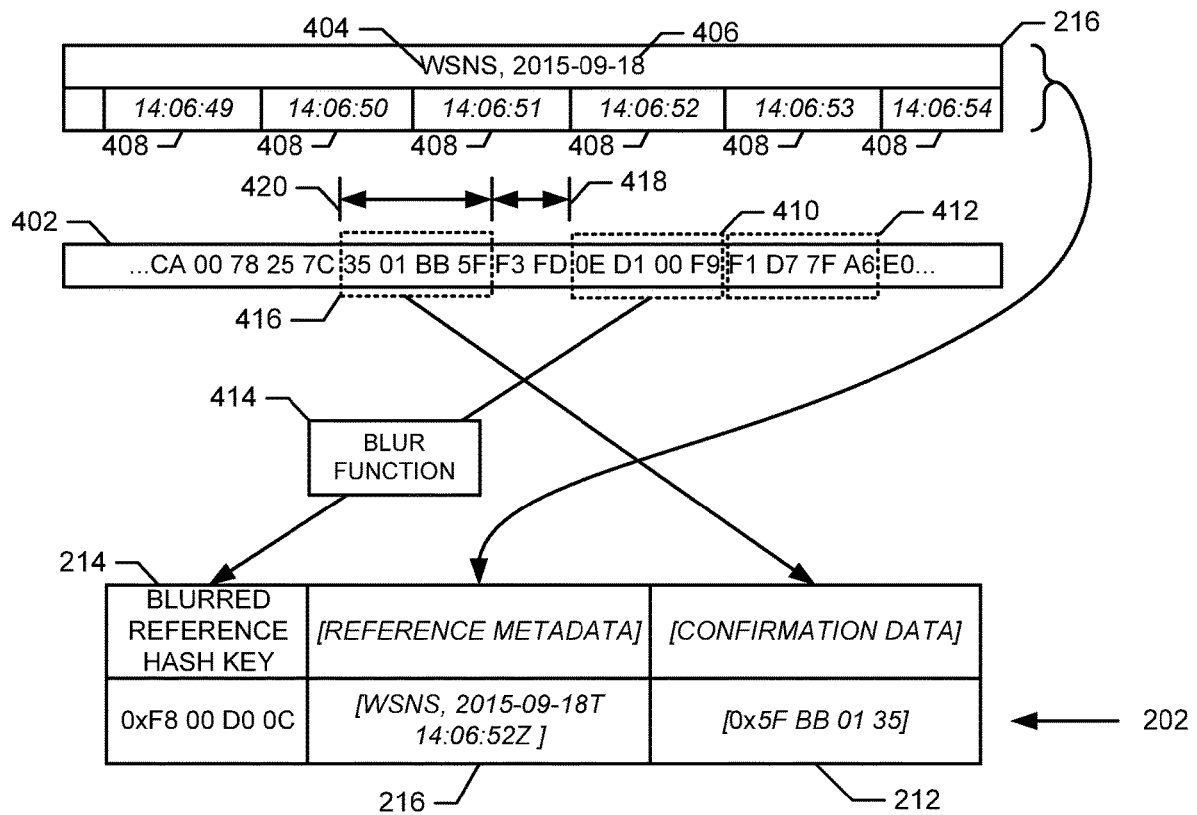 404
406
216
WSNS, 2015-09-18
14:06:49 14:06:50 14:06:51 14:06:52 14:06:53 14:06:54
408 408 408 408 408 408
420
418
402
410
412
...CA 00 78 25 7C 35 01 BB 5F F3 FD 0E D1 00 F9 F1 D7 7F A6 E0...
416
414
BLUR
FUNCTION
214
BLURRED
REFERENCE
HASH KEY
[REFERENCE METADATA]
[CONFIRMATION DATA]
0xF8 00 D0 0C
[WSNS, 2015-09-18T
14:06:52Z ]
[0x5F BB 01 35]
202
216
212